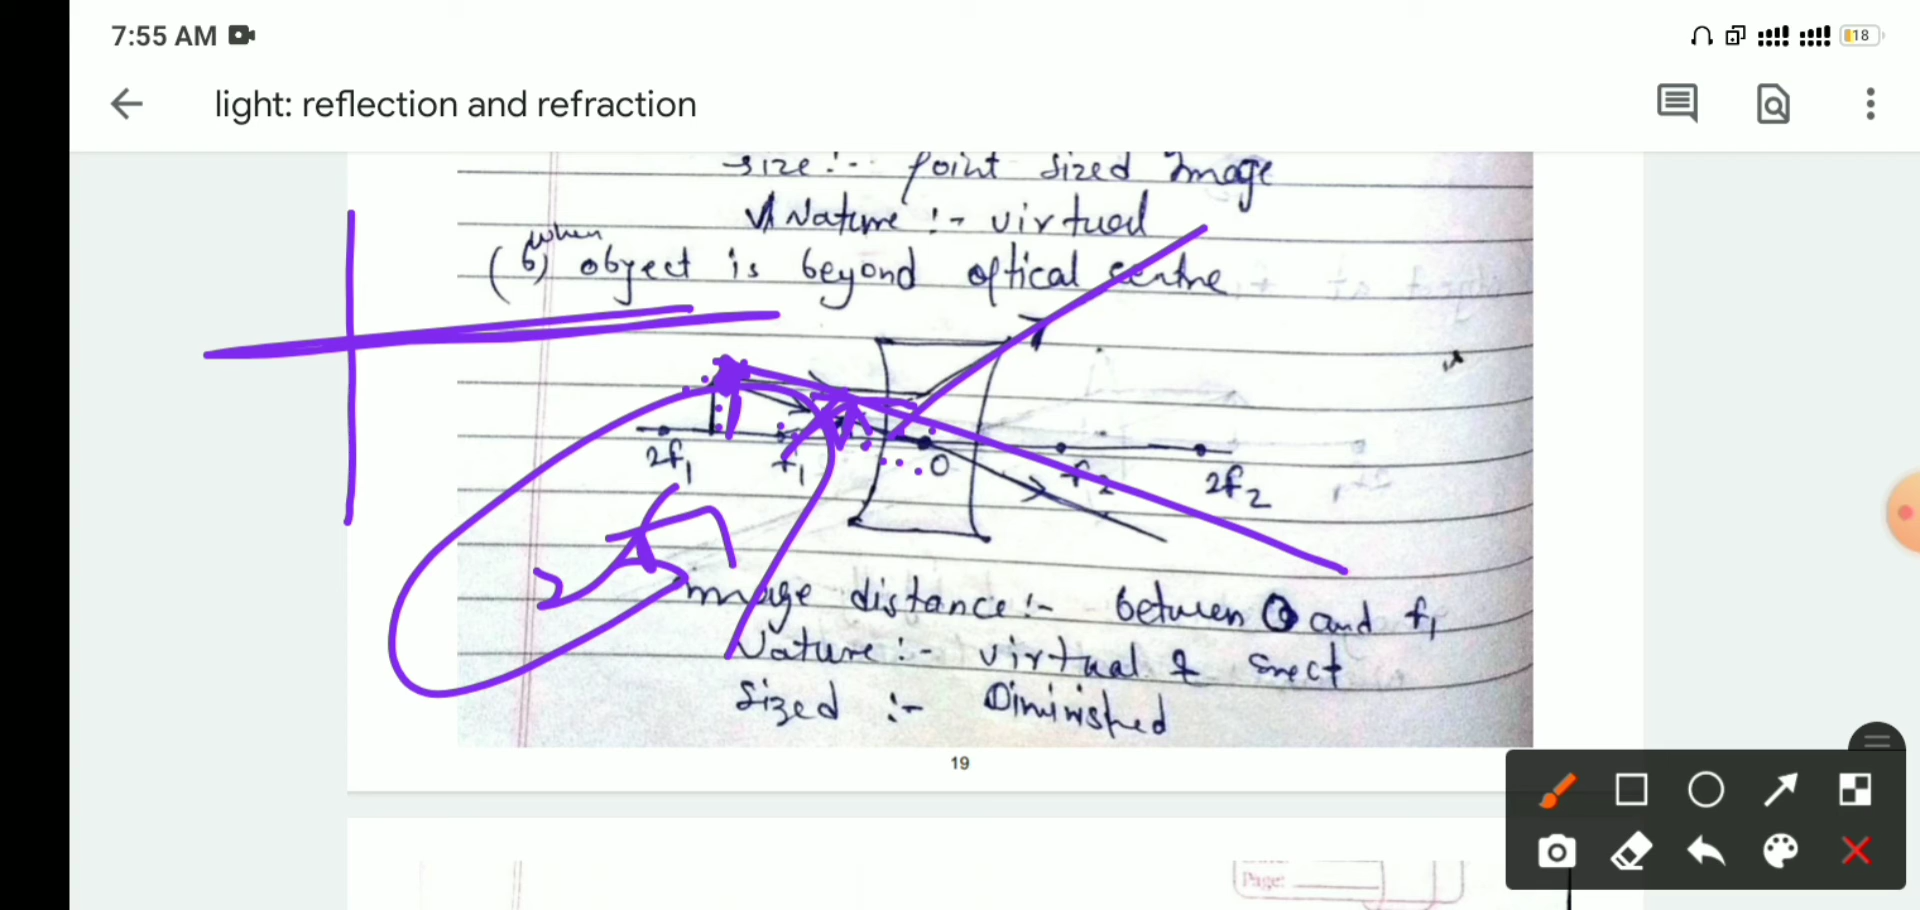 7:55 AM
18
light: reflection and refraction
size :- point sized Image
Nature :- virtual
when
(b) object is beyond optical centre
2f1 f1 O f2 2f2
Image distance :- between O and f1
Nature :- virtual & Erect
Sized :- Diminished
19
Page: